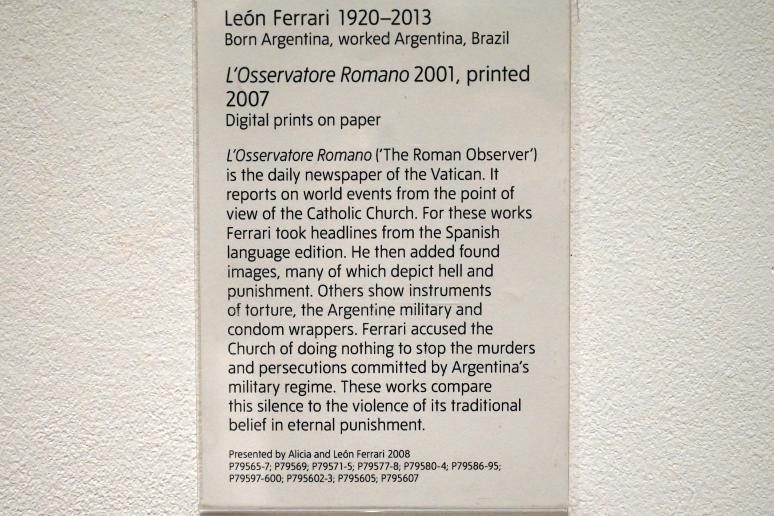 León Ferrari 1920–2013
Born Argentina, worked Argentina, Brazil
L'Osservatore Romano 2001, printed
2007
Digital prints on paper
L'Osservatore Romano ('The Roman Observer')
is the daily newspaper of the Vatican. It
reports on world events from the point of
view of the Catholic Church. For these works
Ferrari took headlines from the Spanish
language edition. He then added found
images, many of which depict hell and
punishment. Others show instruments
of torture, the Argentine military and
condom wrappers. Ferrari accused the
Church of doing nothing to stop the murders
and persecutions committed by Argentina's
military regime. These works compare
this silence to the violence of its traditional
belief in eternal punishment.
Presented by Alicia and León Ferrari 2008
P79565-7; P79569; P79571-5; P79577-8; P79580-4; P79586-95;
P79597-600; P795602-3; P795605; P795607